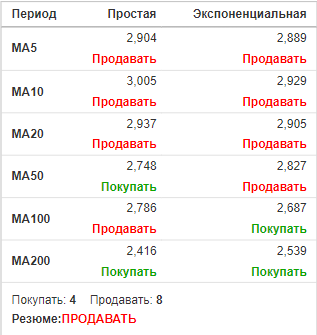 Период Простая Экспоненциальная
MA5 2,904 2,889
Продавать Продавать
MA10 3,005 2,929
Продавать Продавать
MA20 2,937 2,905
Продавать Продавать
MA50 2,748 2,827
Покупать Продавать
MA100 2,786 2,687
Продавать Покупать
MA200 2,416 2,539
Покупать Покупать
Покупать: 4 Продавать: 8
Резюме:ПРОДАВАТЬ